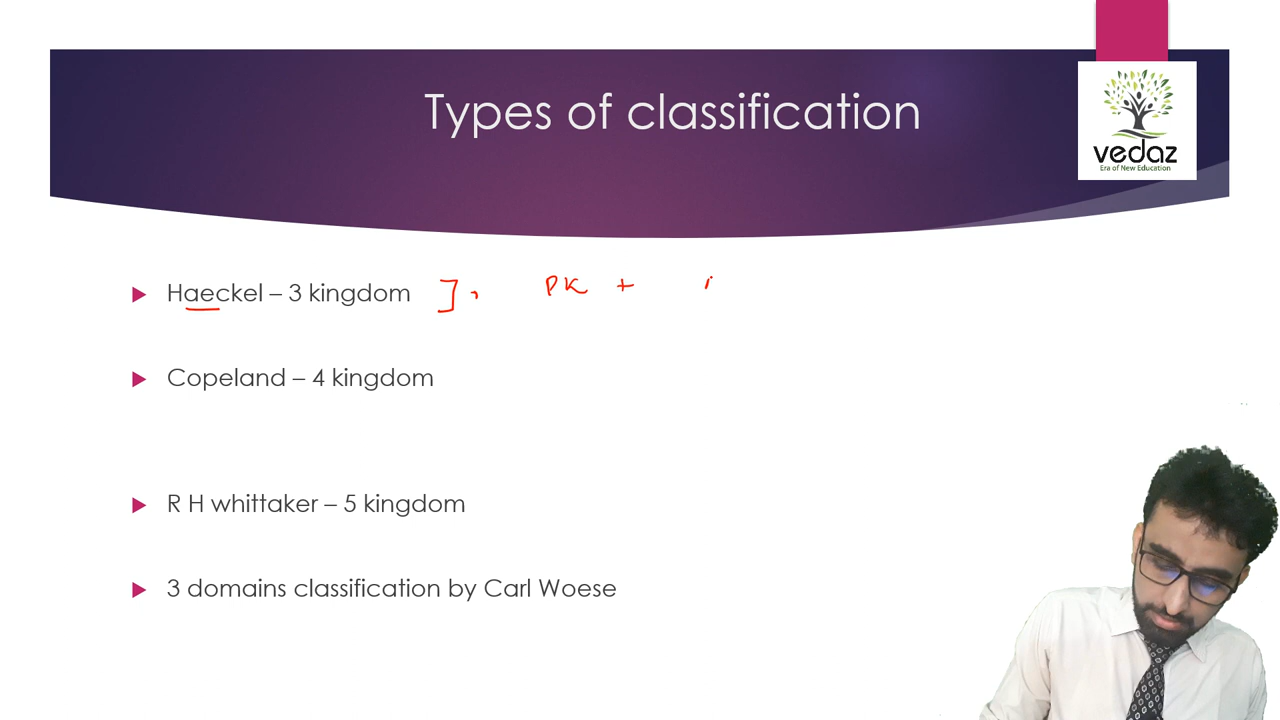 Types of classification
vedaz
Era of New Education
Haeckel – 3 kingdom ] PK +
Copeland – 4 kingdom
R H whittaker – 5 kingdom
3 domains classification by Carl Woese